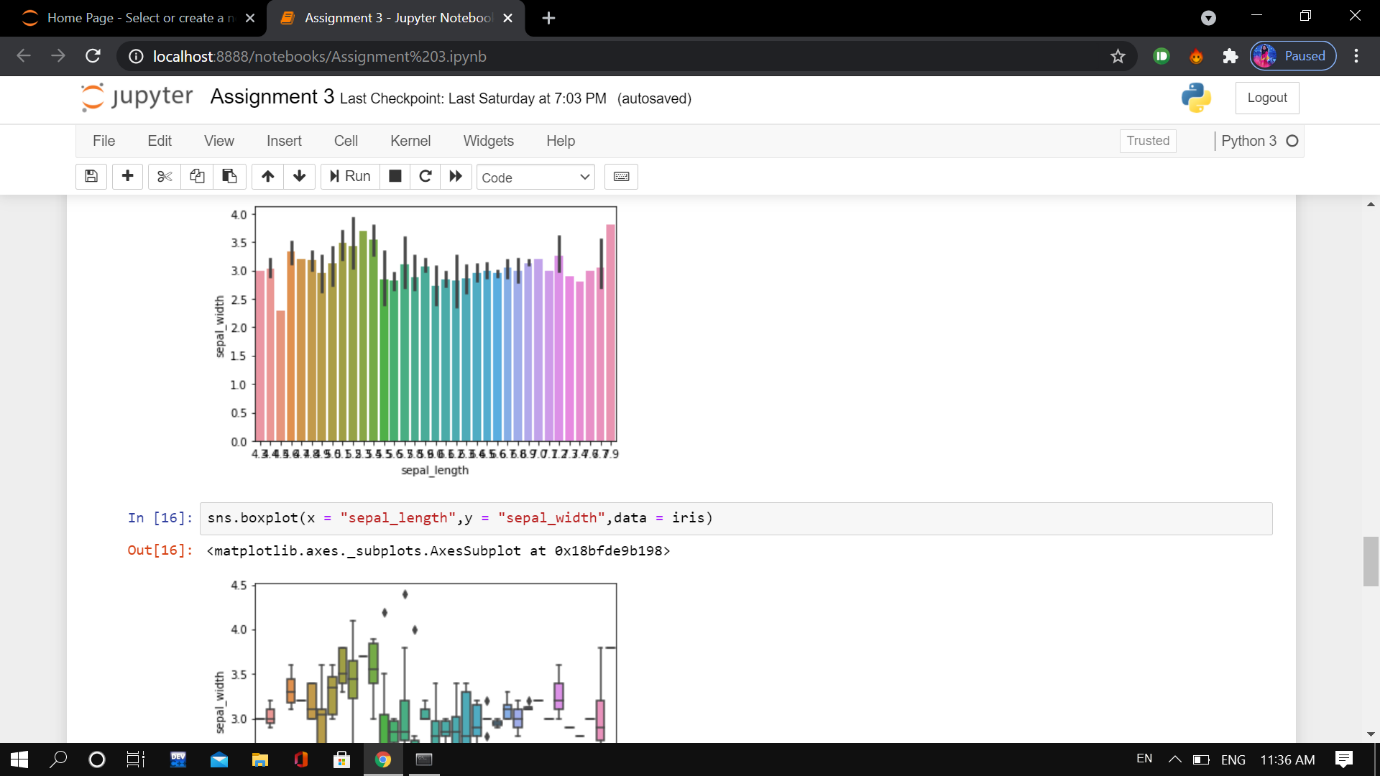 Home Page - Select or create a n
Assignment 3 - Jupyter Noteboo
localhost:8888/notebooks/Assignment%203.ipynb
Paused
jupyter Assignment 3 Last Checkpoint: Last Saturday at 7:03 PM (autosaved)
Logout
File Edit View Insert Cell Kernel Widgets Help
Trusted Python 3
Run Code
4.0
3.5
3.0
2.5
2.0
1.5
1.0
0.5
0.0
sepal_width
sepal_length
In [16]: sns.boxplot(x = "sepal_length",y = "sepal_width",data = iris)
Out[16]: <matplotlib.axes._subplots.AxesSubplot at 0x18bfde9b198>
4.5
4.0
3.5
3.0
sepal_width
DEV
EN ENG 11:36 AM